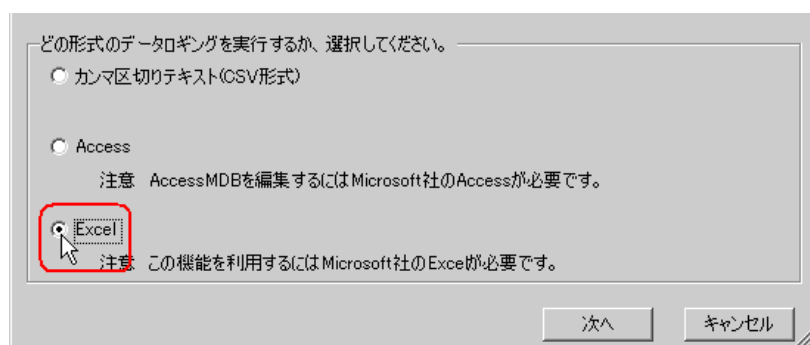 どの形式のデータロギングを実行するか、選択してください。
カンマ区切りテキスト(CSV形式)
Access
注意 AccessMDBを編集するにはMicrosoft社のAccessが必要です。
Excel
注意 この機能を利用するにはMicrosoft社のExcelが必要です。
次へ キャンセル